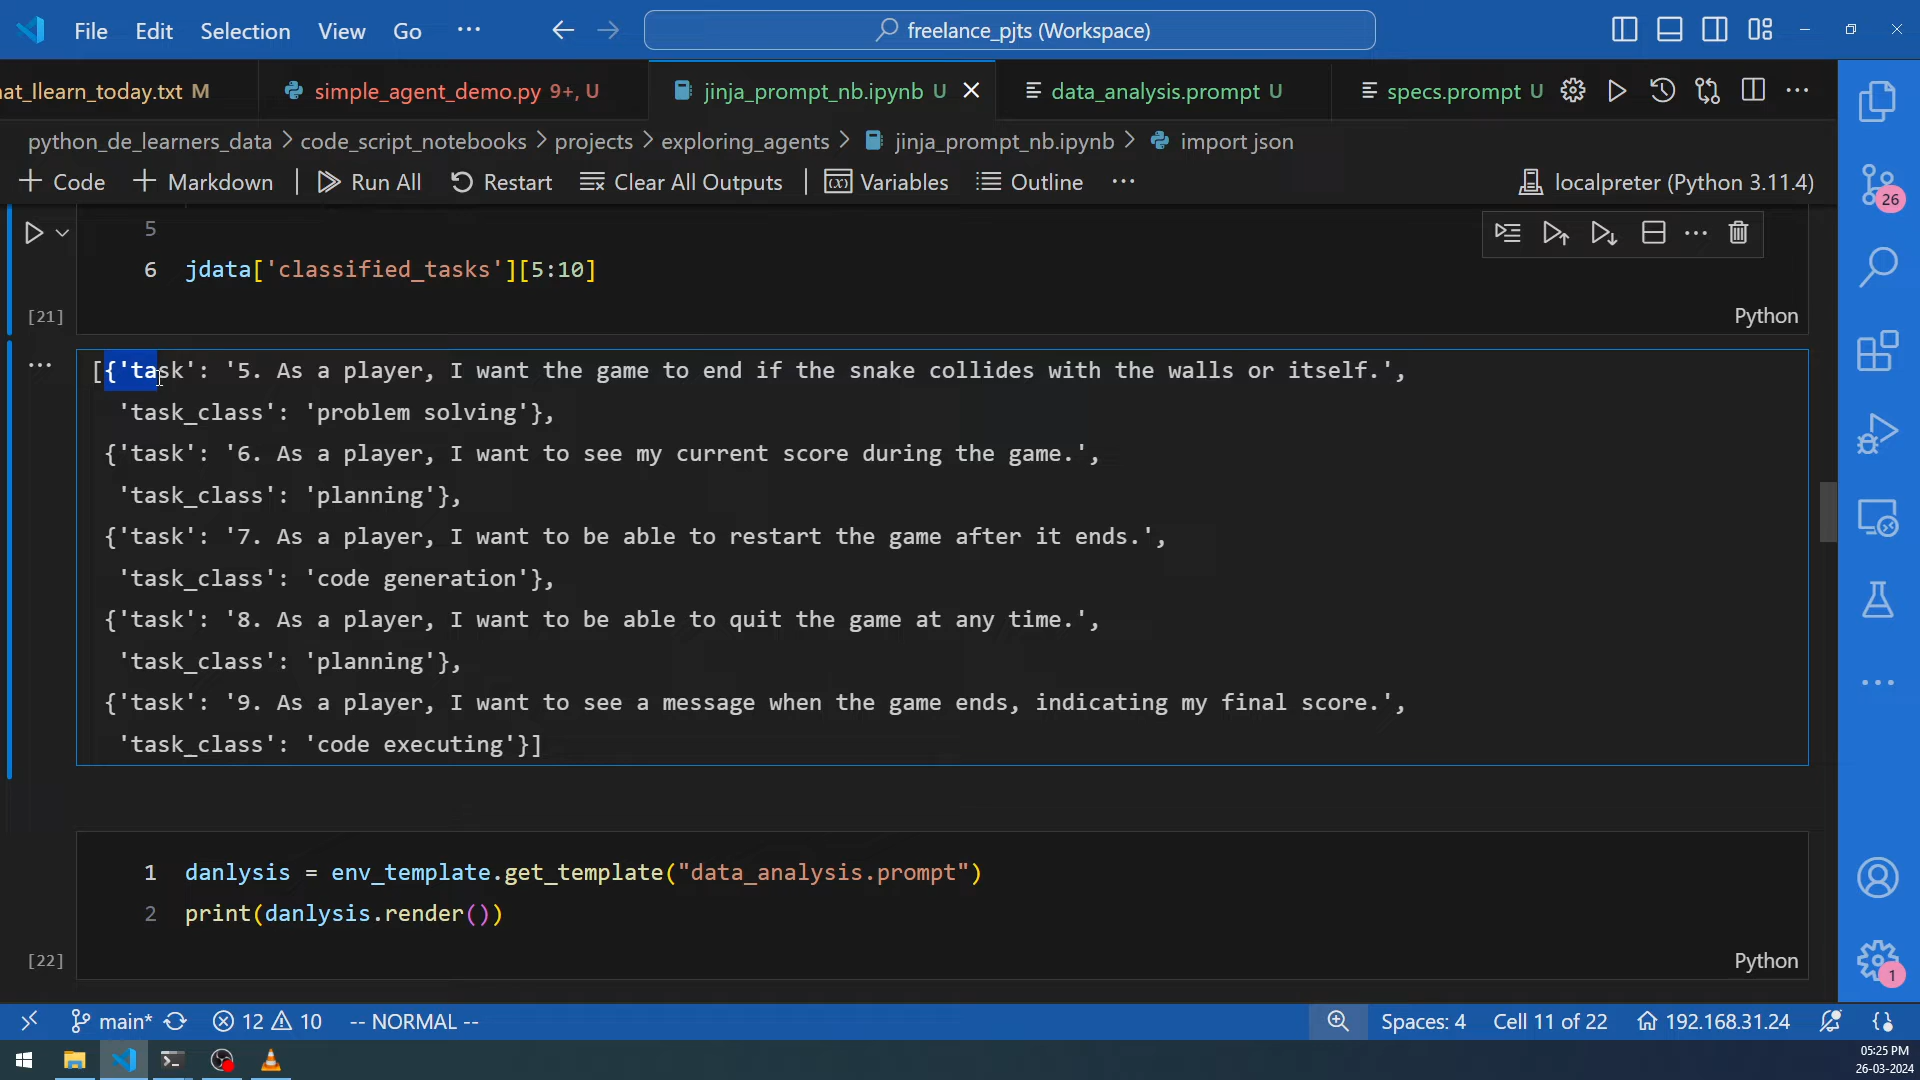 File Edit Selection View Go ··· freelance_pjts (Workspace)
at_Ilearn_today.txt M simple_agent_demo.py 9+, U jinja_prompt_nb.ipynb U data_analysis.prompt U specs.prompt U ···
python_de_learners_data > code_script_notebooks > projects > exploring_agents > jinja_prompt_nb.ipynb > import json
+ Code + Markdown | Run All Restart Clear All Outputs | Variables Outline ··· localpreter (Python 3.11.4)
26
5
6 jdata['classified_tasks'][5:10]
[21] Python
[{'task': '5. As a player, I want the game to end if the snake collides with the walls or itself.',
'task_class': 'problem solving'},
{'task': '6. As a player, I want to see my current score during the game.',
'task_class': 'planning'},
{'task': '7. As a player, I want to be able to restart the game after it ends.',
'task_class': 'code generation'},
{'task': '8. As a player, I want to be able to quit the game at any time.',
'task_class': 'planning'},
{'task': '9. As a player, I want to see a message when the game ends, indicating my final score.',
'task_class': 'code executing'}]
1 danlysis = env_template.get_template("data_analysis.prompt")
2 print(danlysis.render())
[22] Python
1
main* 12 10 -- NORMAL -- Spaces: 4 Cell 11 of 22 192.168.31.24
05:25 PM
26-03-2024